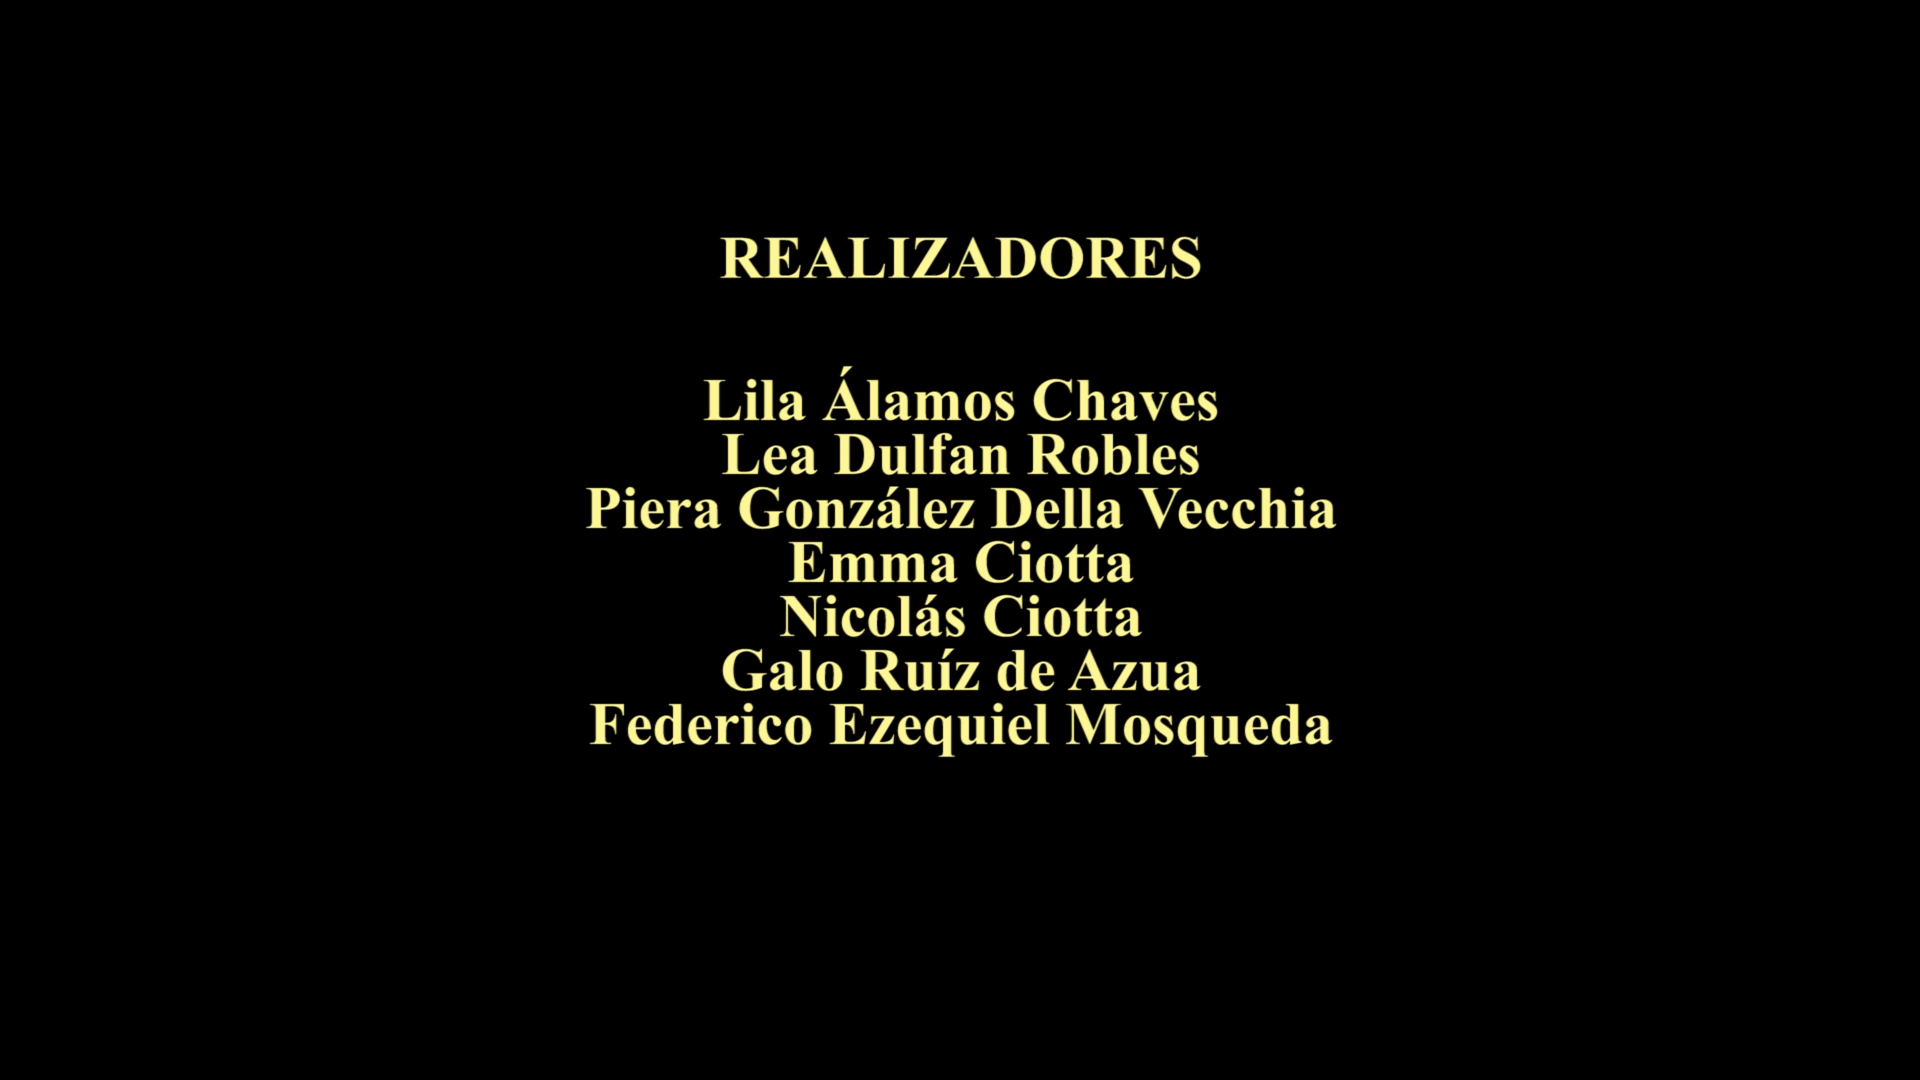 REALIZADORES
Lila Álamos Chaves
Lea Dulfan Robles
Piera González Della Vecchia
Emma Ciotta
Nicolás Ciotta
Galo Ruíz de Azua
Federico Ezequiel Mosqueda